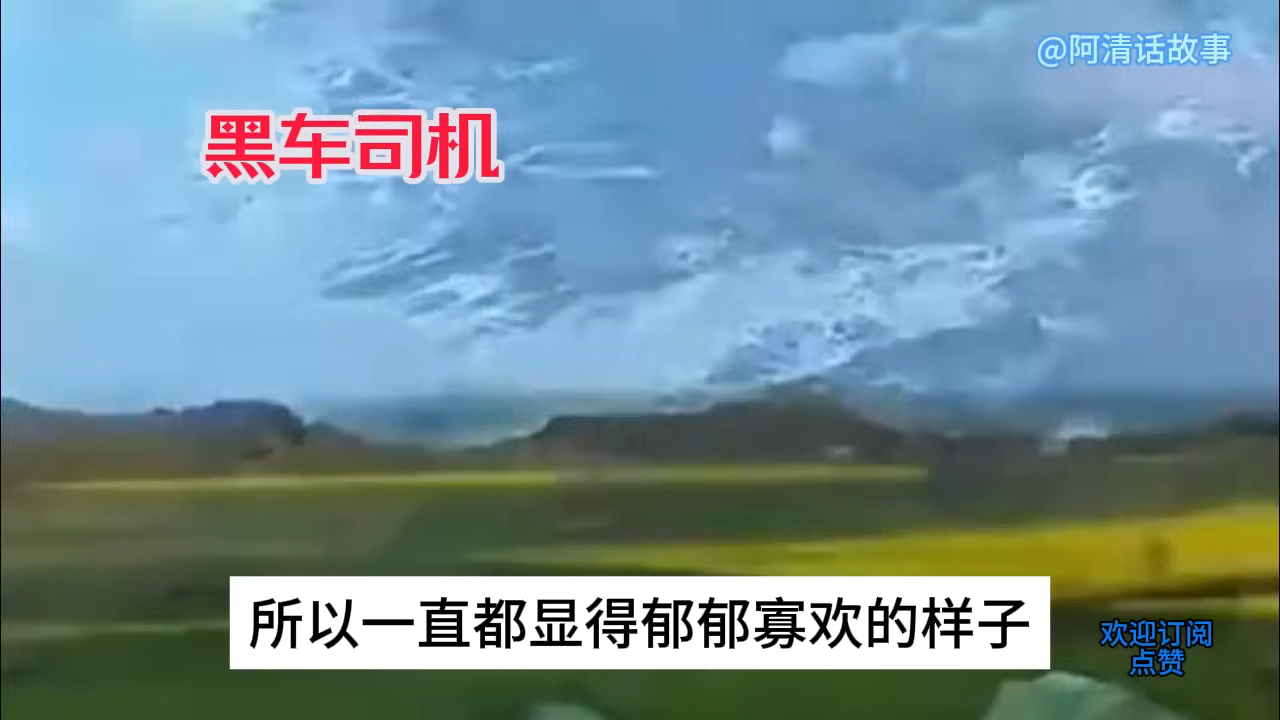 @阿清话故事
黑车司机
所以一直都显得郁郁寡欢的样子
欢迎订阅
点赞